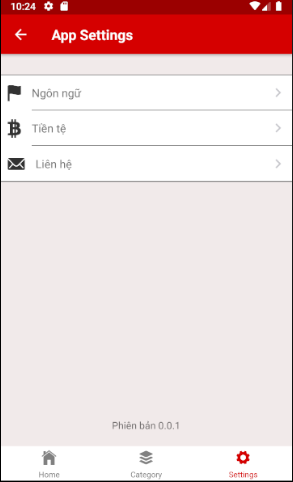 10:24
App Settings
Ngôn ngữ
Tiền tệ
Liên hệ
Phiên bản 0.0.1
Home Category Settings